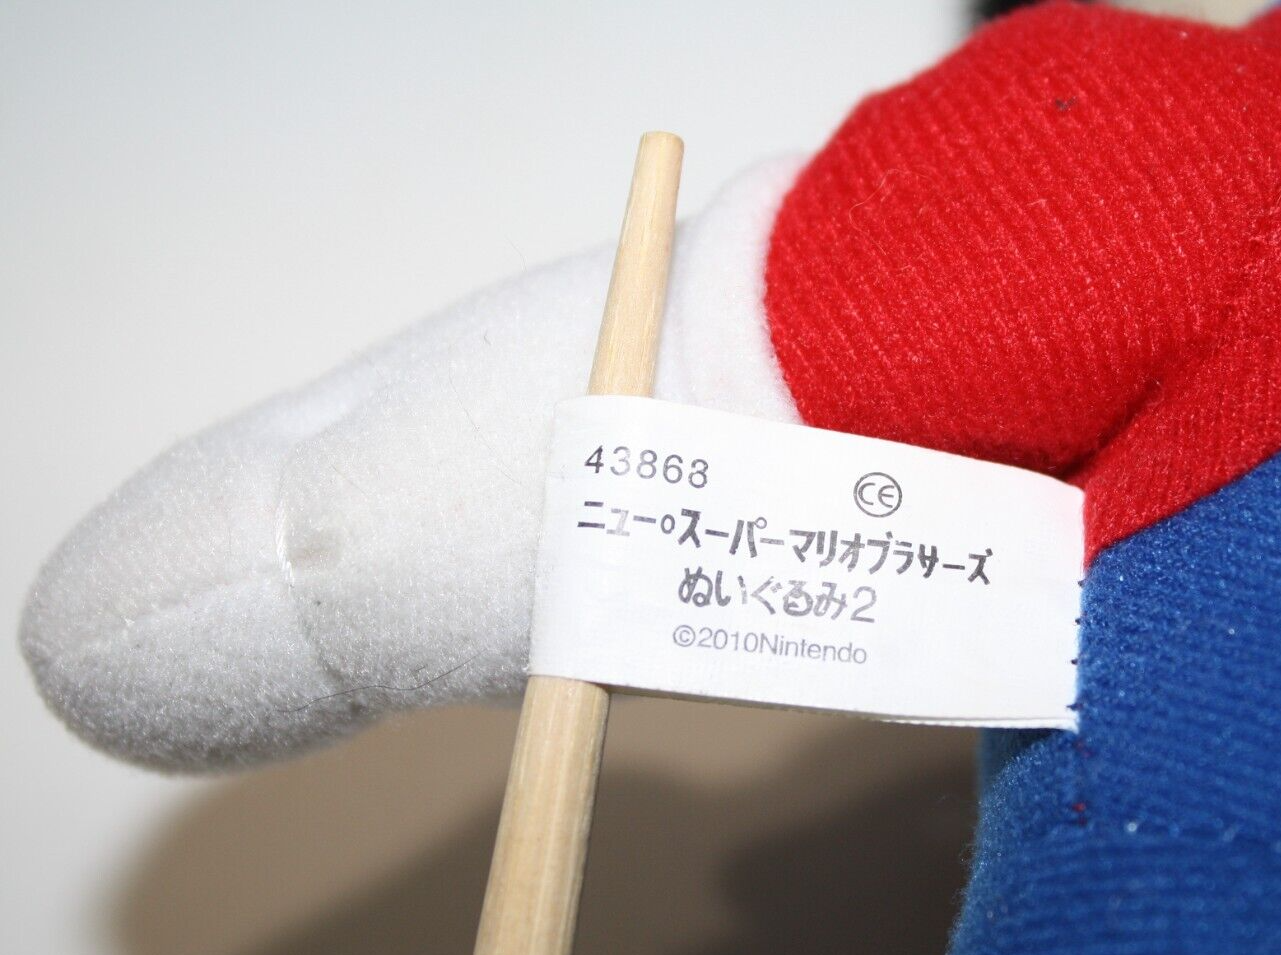 43868 CE
ニュー。スーパーマリオブラザーズ
ぬいぐるみ2
©2010Nintendo